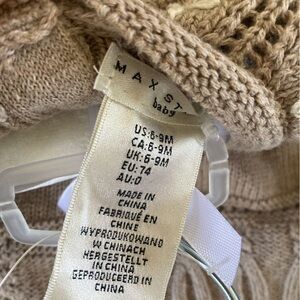 MAX ST
baby
US:6-9M
CA:6-9M
UK:6-9M
EU: 74
AU:0
MADE IN
CHINA
FABRIQUÉ EN
CHINE
WYPRODUKOWANO
W CHINACH
HERGESTELLT
IN CHINA
GEPRODUCEERD IN
CHINA